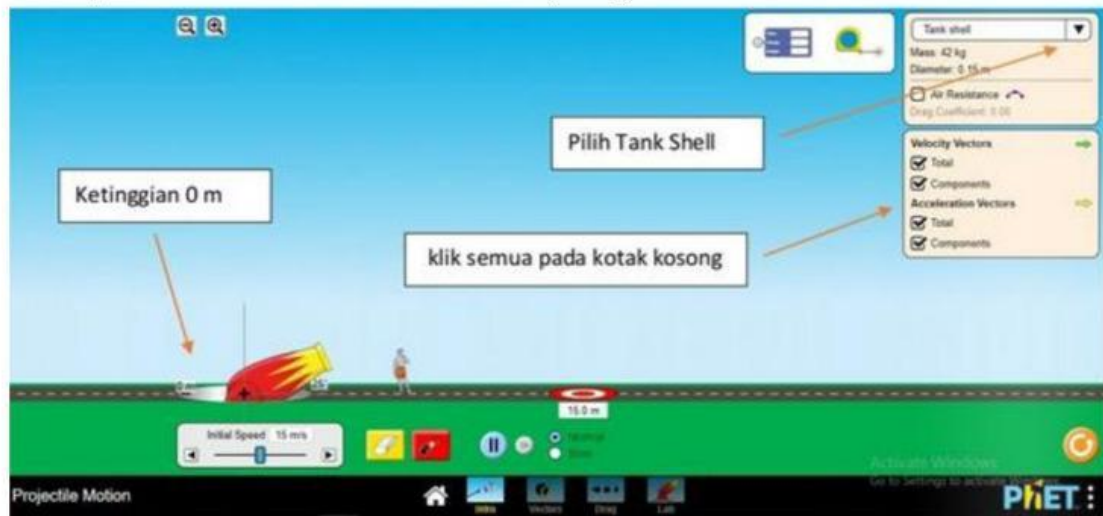 Tank shell
Mass: 42 kg
Diameter: 0.15 m
Air Resistance
Drag Coefficient: 0.06
Pilih Tank Shell
Velocity Vectors
Total
Components
Ketinggian 0 m
Acceleration Vectors
Total
Components
klik semua pada kotak kosong
0 m
25°
15.0 m
Initial Speed 15 m/s
Normal
Slow
Activate Windows
Go to Settings to activate Windows.
Projectile Motion
Intro
Vectors
Drag
Lab
PhET